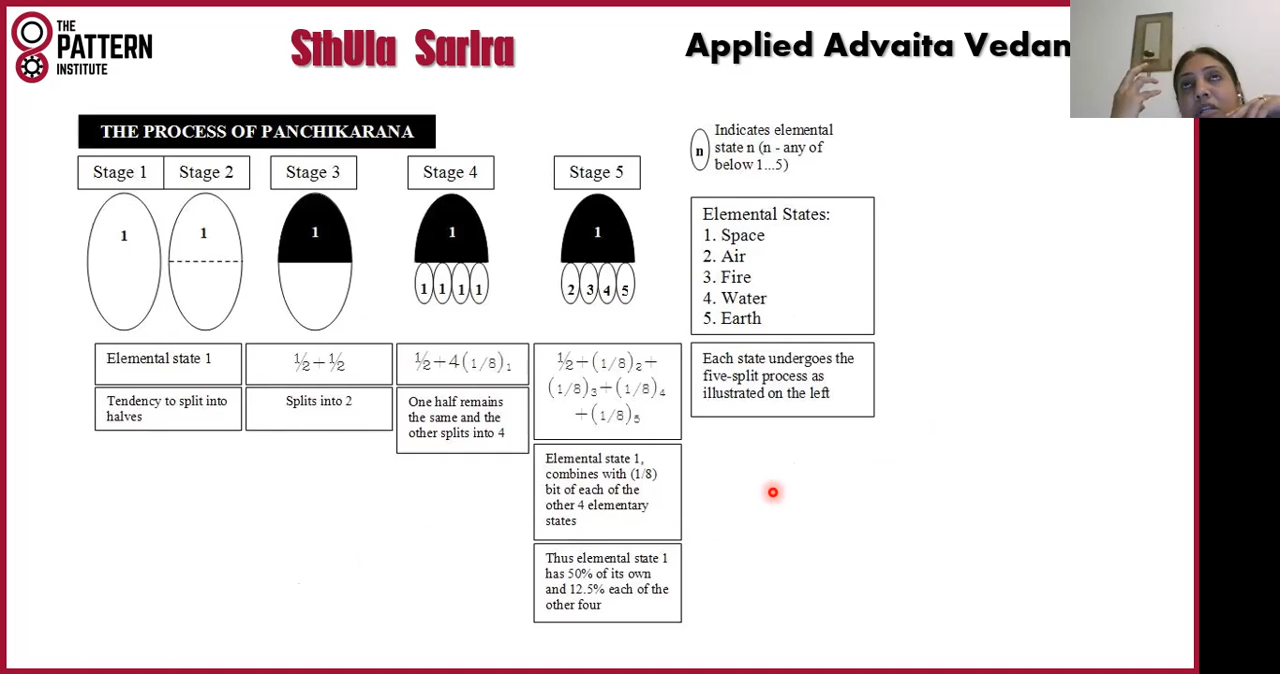 THE
PATTERN
INSTITUTE
SthUla SarIra
Applied Advaita Vedan
THE PROCESS OF PANCHIKARANA
Stage 1
Stage 2
Stage 3
Stage 4
Stage 5
1
1
1
1
1 1 1 1
1
2 3 4 5
n
Indicates elemental
state n (n - any of
below 1...5)
Elemental States:
1. Space
2. Air
3. Fire
4. Water
5. Earth
Elemental state 1
½+½
½+4(1/8)₁
½+(1/8)₂+
(1/8)₃+(1/8)₄
+(1/8)₅
Each state undergoes the
five-split process as
illustrated on the left
Tendency to split into
halves
Splits into 2
One half remains
the same and the
other splits into 4
Elemental state 1,
combines with (1/8)
bit of each of the
other 4 elementary
states
Thus elemental state 1
has 50% of its own
and 12.5% each of the
other four